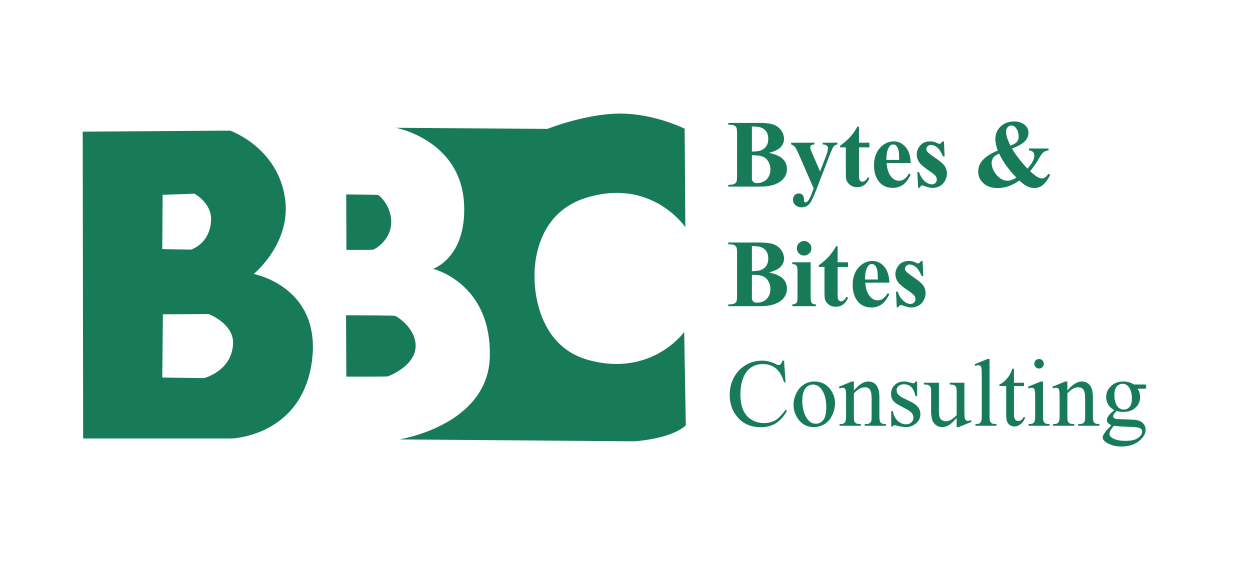 BBC
Bytes &
Bites
Consulting